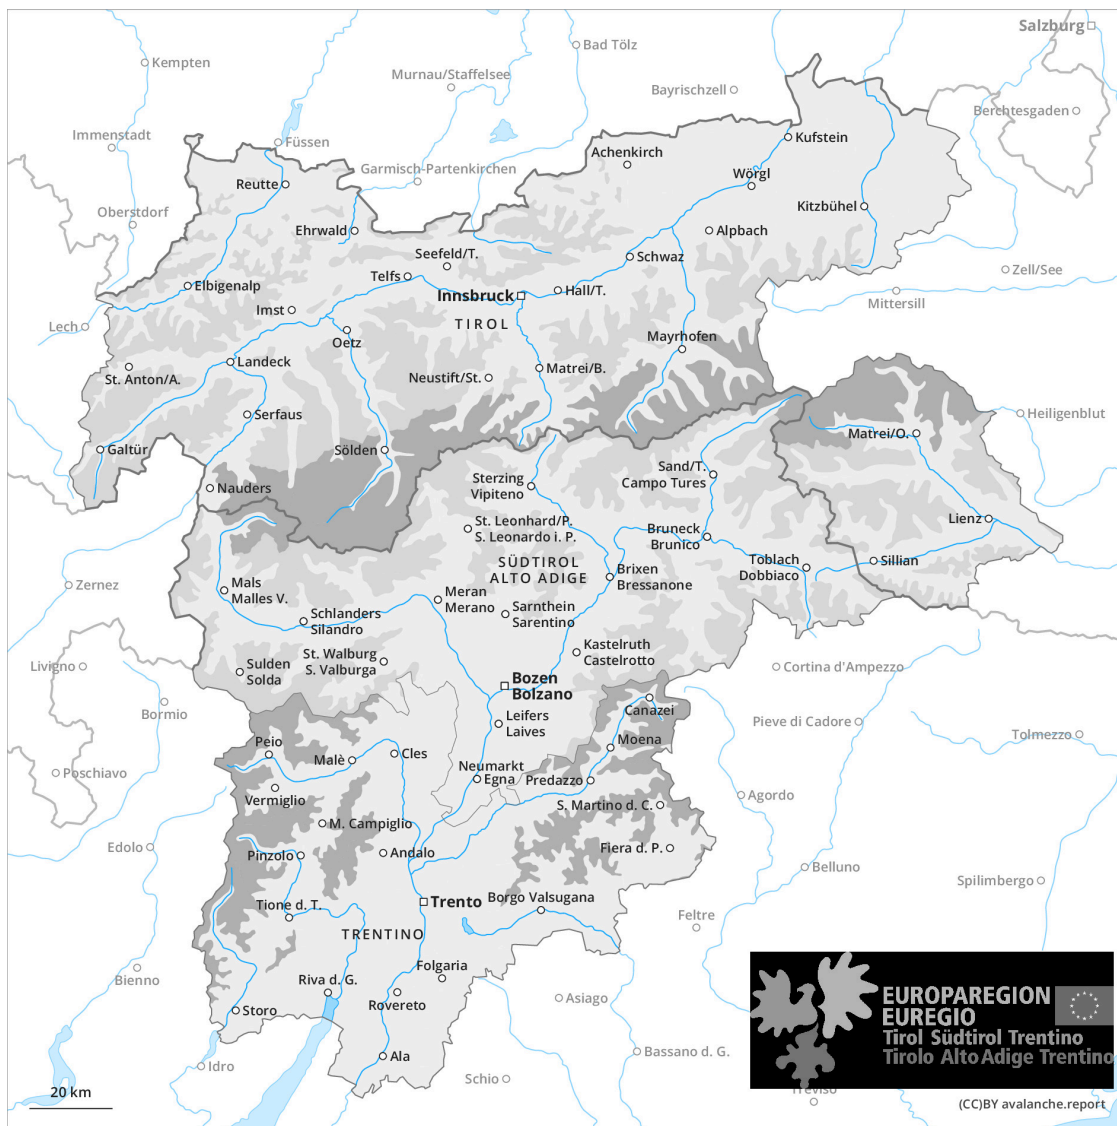 Salzburg
Kempten
Bad Tölz
Murnau/Staffelsee
Bayrischzell
Berchtesgaden
Immenstadt
Füssen
Kufstein
Achenkirch
Garmisch-Partenkirchen
Wörgl
Reutte
Oberstdorf
Kitzbühel
Ehrwald
Alpbach
Seefeld/T.
Schwaz
Telfs
Zell/See
Elbigenalp
Hall/T.
Innsbruck
Mittersill
Imst
TIROL
Lech
Oetz
Mayrhofen
Landeck
Matrei/B.
St. Anton/A.
Neustift/St.
Serfaus
Heiligenblut
Matrei/O.
Galtür
Sölden
Sand/T.
Campo Tures
Sterzing
Vipiteno
Nauders
Lienz
St. Leonhard/P.
S. Leonardo i. P.
Bruneck
Brunico
SÜDTIROL
ALTO ADIGE
Toblach
Dobbiaco
Sillian
Brixen
Bressanone
Zernez
Mals
Malles V.
Meran
Merano
Schlanders
Silandro
Sarnthein
Sarentino
Kastelruth
Castelrotto
St. Walburg
S. Valburga
Livigno
Sulden
Solda
Cortina d'Ampezzo
Bozen
Bolzano
Bormio
Canazei
Leifers
Laives
Pieve di Cadore
Tolmezzo
Peio
Moena
Cles
Malè
Poschiavo
Neumarkt
Egna
Predazzo
Vermiglio
Agordo
S. Martino d. C.
M. Campiglio
Edolo
Pinzolo
Andalo
Fiera d. P.
Belluno
Spilimbergo
Borgo Valsugana
Trento
Tione d. T.
Feltre
TRENTINO
Folgaria
Bienno
Riva d. G.
Rovereto
Asiago
Storo
EUROPAREGION
EUREGIO
Tirol Südtirol Trentino
Tirolo Alto Adige Trentino
Ala
Bassano d. G.
Idro
Schio
Treviso
20 km
(CC)BY avalanche.report